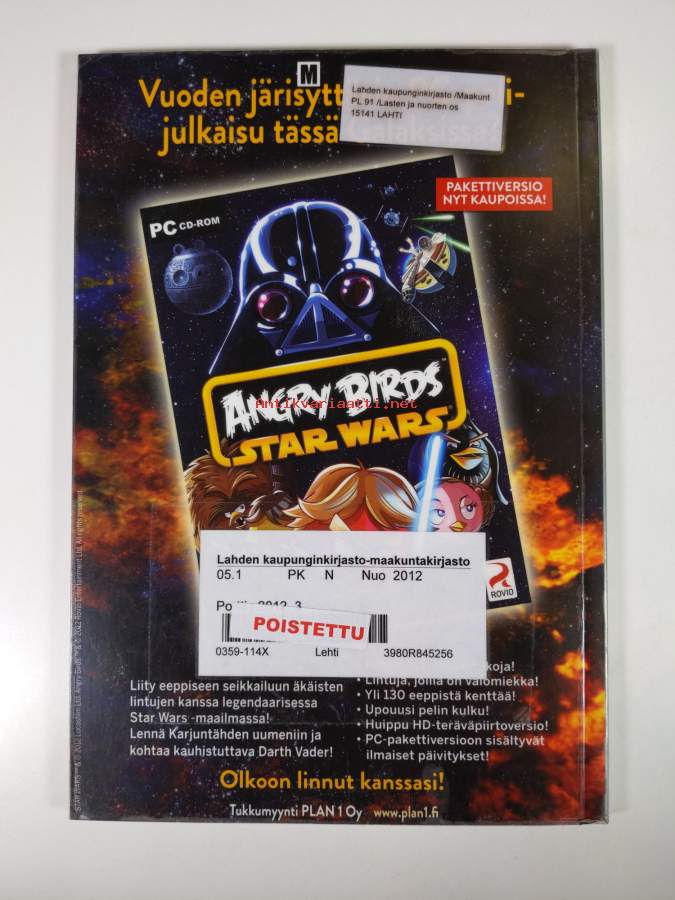 M
Vuoden
julkaisu tässä
Lahden kaupunginkirjasto /Maakunt
PL 91 /Lasten ja nuorten os
15141 LAHTI
PAKETTIVERSIO
NYT KAUPOISSA!
PC CD-ROM
ANGRY BIRDS
antikvariaatti.net
STAR WARS
Lahden kaupunginkirjasto-maakuntakirjasto
05.1 PK N Nuo 2012
2012 3
POISTETTU
0359-114X Lehti 3980R845256
ROVIO
Liity eeppiseen seikkailuun äkäisten
lintujen kanssa legendaarisessa
Star Wars -maailmassa!
Lennä Karjuntähden uumeniin ja
kohtaa kauhistuttava Darth Vader!
• Lintuja, joilla on valomiekka!
• Yli 130 eeppistä kenttää!
• Upouusi pelin kulku!
• Huippu HD-teräväpiirtoversio!
• PC-pakettiversioon sisältyvät
ilmaiset päivitykset!
Olkoon linnut kanssasi!
Tukkumyynti PLAN 1 Oy www.plan1.fi